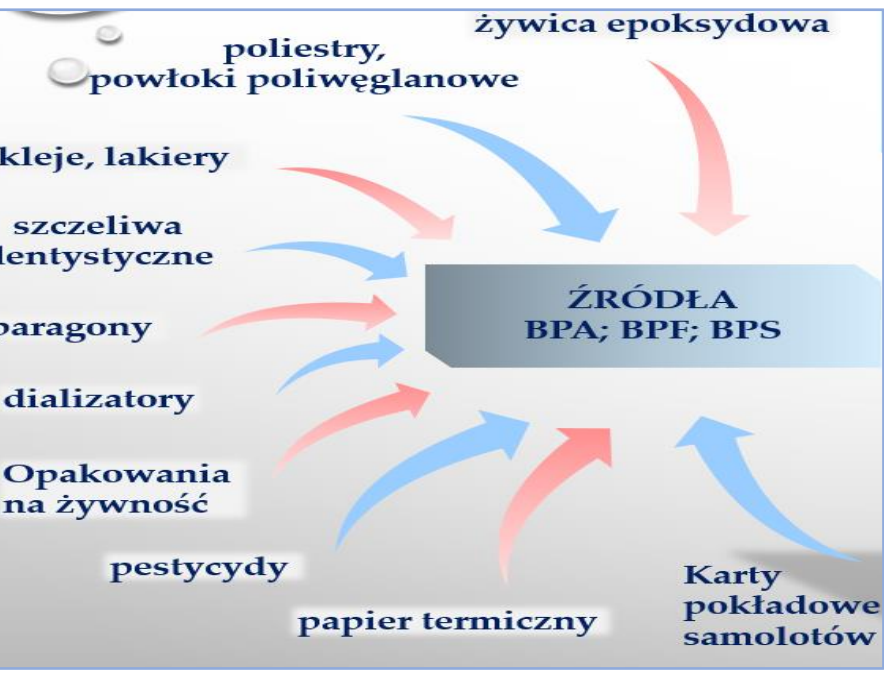 żywica epoksydowa
poliestry,
powłoki poliwęglanowe
kleje, lakiery
szczeliwa
dentystyczne
paragony
dializatory
Opakowania
na żywność
pestycydy
papier termiczny
Karty
pokładowe
samolotów
ŹRÓDŁA
BPA; BPF; BPS